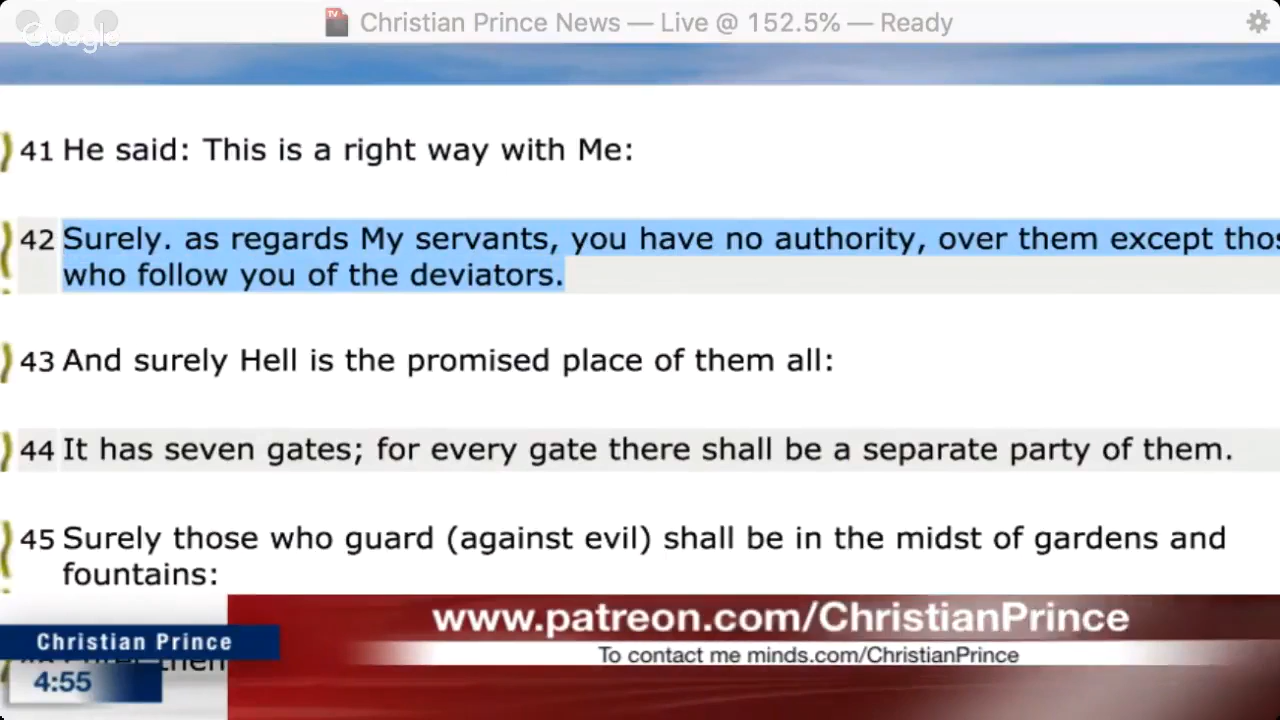 Christian Prince News — Live @ 152.5% — Ready
Google
41 He said: This is a right way with Me:
42 Surely. as regards My servants, you have no authority, over them except
who follow you of the deviators.
43 And surely Hell is the promised place of them all:
44 It has seven gates; for every gate there shall be a separate party of them.
45 Surely those who guard (against evil) shall be in the midst of gardens and
fountains:
www.patreon.com/ChristianPrince
Christian Prince
To contact me minds.com/ChristianPrince
4:55